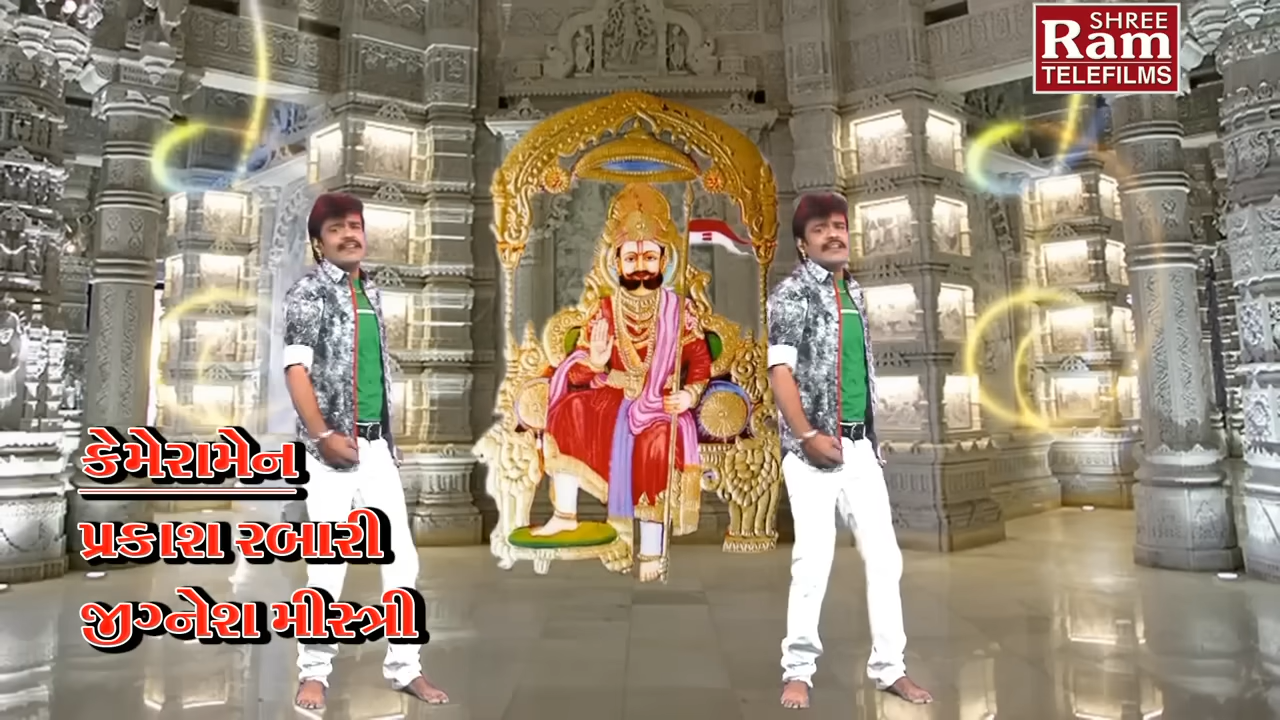 SHREE
Ram
TELEFILMS
કેમેરામેન
પ્રકાશ રબારી
જીગ્નેશ મીસ્ત્રી